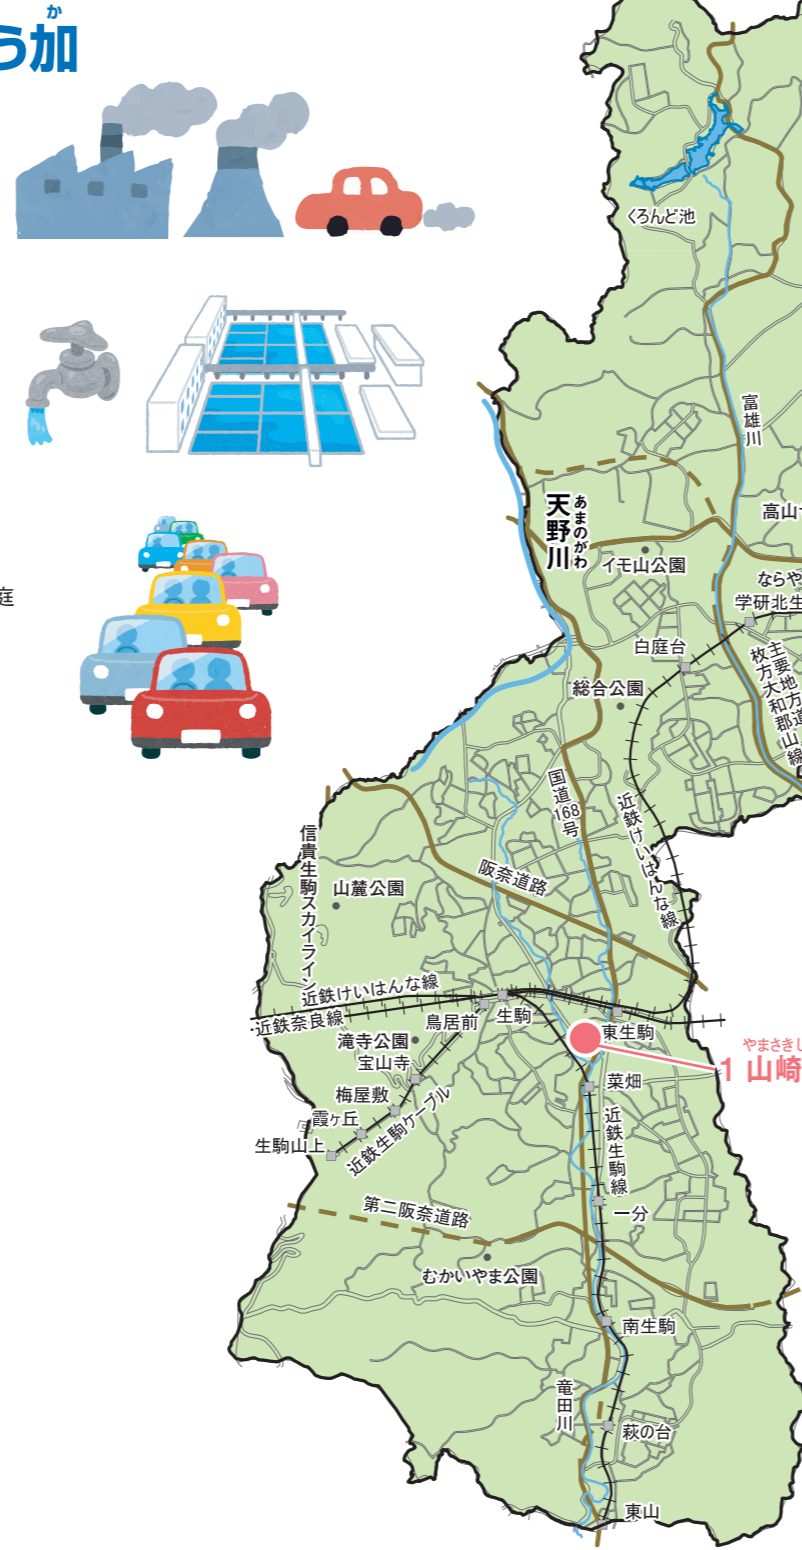 か
う加
庭
くろんど池
富雄川
あまのがわ
天野川
高山
イモ山公園
ならや
学研北生
白庭台
総合公園
主要地方道
枚方大和郡山線
国道168号
近鉄けいはんな線
阪奈道路
信貴生駒スカイライン
山麓公園
近鉄けいはんな線
近鉄奈良線
鳥居前
生駒
東生駒
滝寺公園
宝山寺
やまさきし
1 山崎
菜畑
梅屋敷
霞ヶ丘
生駒山上
近鉄生駒ケーブル
近鉄生駒線
第二阪奈道路
一分
むかいやま公園
南生駒
竜田川
萩の台
東山